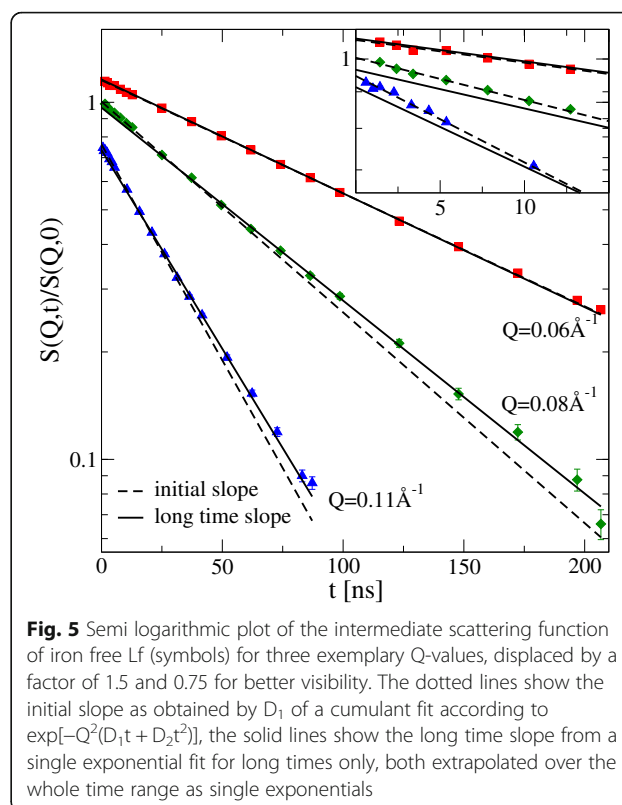 1
5
10
1
S(Q,t)/S(Q,0)
0.1
Q=0.06Å⁻¹
Q=0.08Å⁻¹
Q=0.11Å⁻¹
initial slope
long time slope
0
50
100
150
200
t [ns]
Fig. 5 Semi logarithmic plot of the intermediate scattering function
of iron free Lf (symbols) for three exemplary Q-values, displaced by a
factor of 1.5 and 0.75 for better visibility. The dotted lines show the
initial slope as obtained by D₁ of a cumulant fit according to
exp[−Q²(D₁t + D₂t²)], the solid lines show the long time slope from a
single exponential fit for long times only, both extrapolated over the
whole time range as single exponentials